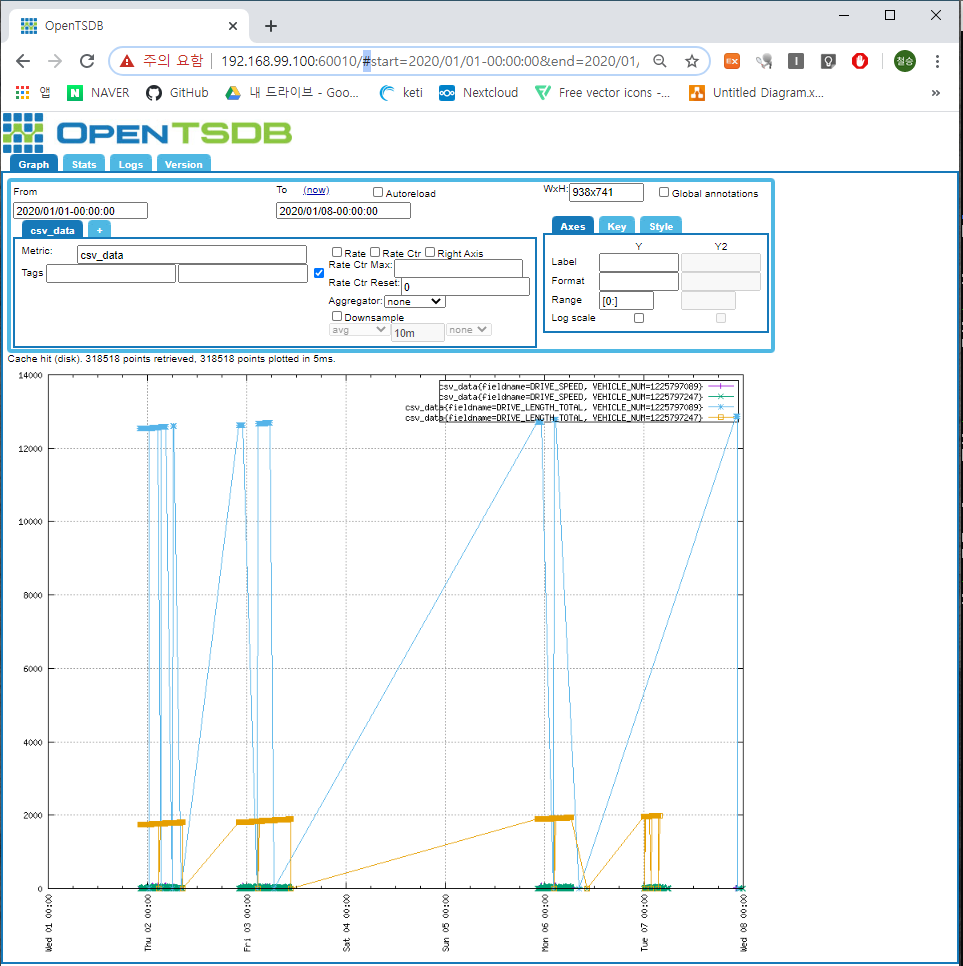 OpenTSDB
주의 요함 192.168.99.100:60010/#start=2020/01/01-00:00:00&end=2020/01/
EX
철승
앱 NAVER GitHub 내 드라이브 - Goo... keti Nextcloud Free vector icons -... Untitled Diagram.x... »
OPENTSDB
Graph Stats Logs Version
From To (now) Autoreload WxH: 938x741 Global annotations
2020/01/01-00:00:00 2020/01/08-00:00:00
csv_data + Axes Key Style
Metric: csv_data Rate Rate Ctr Right Axis Y Y2
Tags Rate Ctr Max: Label
Rate Ctr Reset: 0 Format
Aggregator: none Range [0:]
Downsample Log scale
avg 10m none
Cache hit (disk). 318518 points retrieved, 318518 points plotted in 5ms.
14000
csv_data{fieldname=DRIVE_SPEED, VEHICLE_NUM=1225797089}
csv_data{fieldname=DRIVE_SPEED, VEHICLE_NUM=1225797247}
csv_data{fieldname=DRIVE_LENGTH_TOTAL, VEHICLE_NUM=1225797089}
csv_data{fieldname=DRIVE_LENGTH_TOTAL, VEHICLE_NUM=1225797247}
12000
10000
8000
6000
4000
2000
0
Wed 01 00:00
Thu 02 00:00
Fri 03 00:00
Sat 04 00:00
Sun 05 00:00
Mon 06 00:00
Tue 07 00:00
Wed 08 00:00